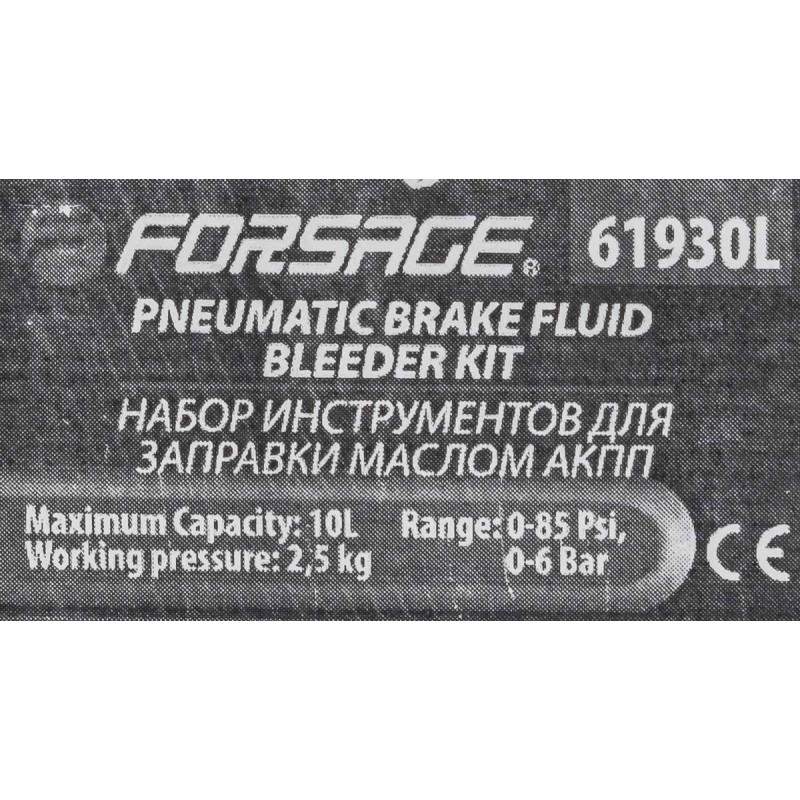 FORSAGE® 61930L
PNEUMATIC BRAKE FLUID
BLEEDER KIT
НАБОР ИНСТРУМЕНТОВ ДЛЯ
ЗАПРАВКИ МАСЛОМ АКПП
Maximum Capacity: 10L Range: 0-85 Psi,
Working pressure: 2,5 kg 0-6 Bar
CE